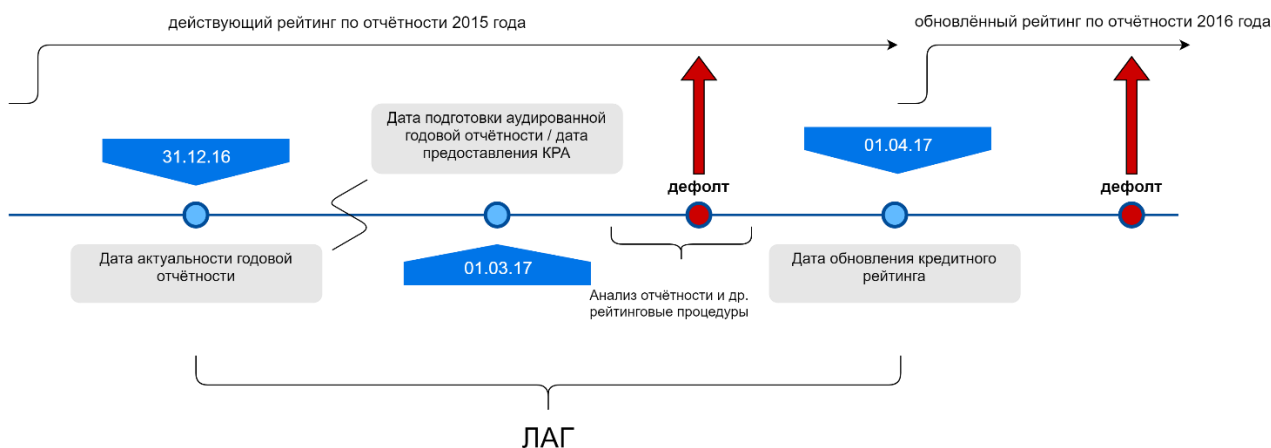 действующий рейтинг по отчётности 2015 года
обновлённый рейтинг по отчётности 2016 года
Дата подготовки аудированной
годовой отчётности / дата
предоставления КРА
31.12.16
01.04.17
дефолт
дефолт
Дата актуальности годовой
отчётности
01.03.17
Дата обновления кредитного
рейтинга
Анализ отчётности и др.
рейтинговые процедуры
ЛАГ